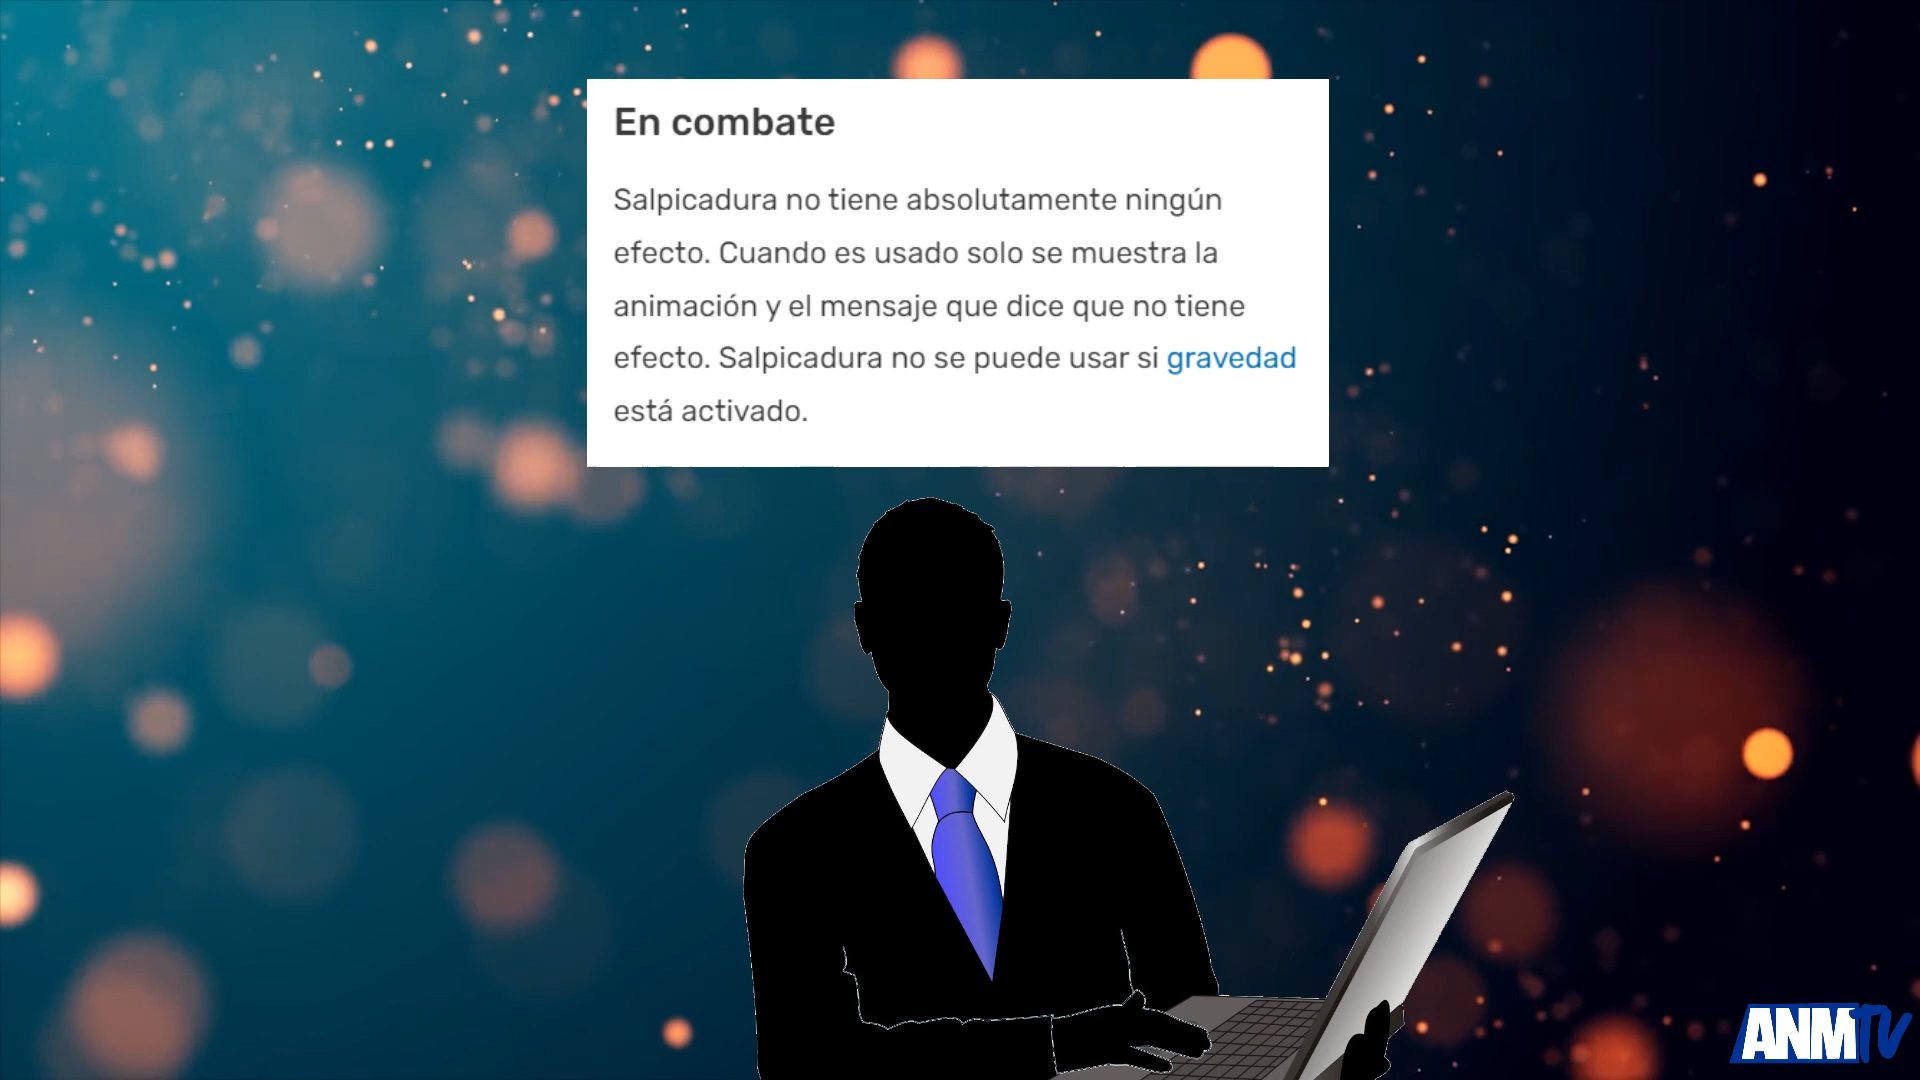 En combate
Salpicadura no tiene absolutamente ningún
efecto. Cuando es usado solo se muestra la
animación y el mensaje que dice que no tiene
efecto. Salpicadura no se puede usar si gravedad
está activado.
ANMTV